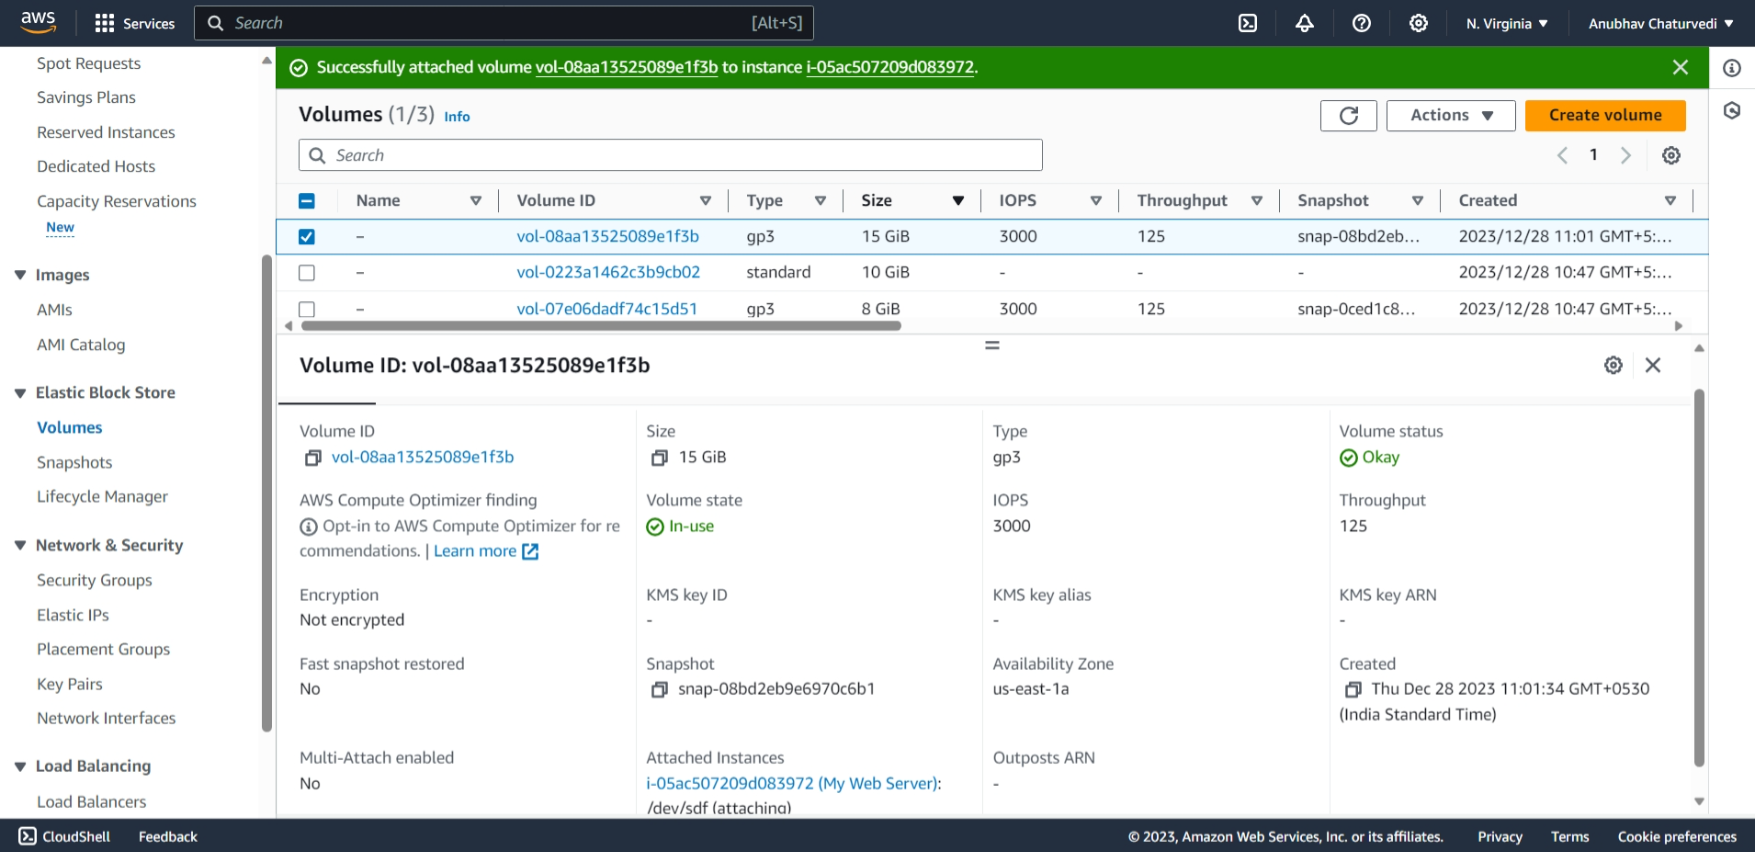 aws
Services
Search
[Alt+S]
N. Virginia
Anubhav Chaturvedi
Spot Requests
Savings Plans
Reserved Instances
Dedicated Hosts
Capacity Reservations
New
Images
AMIs
AMI Catalog
Elastic Block Store
Volumes
Snapshots
Lifecycle Manager
Network & Security
Security Groups
Elastic IPs
Placement Groups
Key Pairs
Network Interfaces
Load Balancing
Load Balancers
Successfully attached volume vol-08aa13525089e1f3b to instance i-05ac507209d083972.
Volumes (1/3) Info
Actions
Create volume
Search
1
Name Volume ID Type Size IOPS Throughput Snapshot Created
– vol-08aa13525089e1f3b gp3 15 GiB 3000 125 snap-08bd2eb... 2023/12/28 11:01 GMT+5:...
– vol-0223a1462c3b9cb02 standard 10 GiB - - - 2023/12/28 10:47 GMT+5:...
– vol-07e06dadf74c15d51 gp3 8 GiB 3000 125 snap-0ced1c8... 2023/12/28 10:47 GMT+5:...
Volume ID: vol-08aa13525089e1f3b
Volume ID
vol-08aa13525089e1f3b
Size
15 GiB
Type
gp3
Volume status
Okay
AWS Compute Optimizer finding
Opt-in to AWS Compute Optimizer for re
commendations. | Learn more
Volume state
In-use
IOPS
3000
Throughput
125
Encryption
Not encrypted
KMS key ID
-
KMS key alias
-
KMS key ARN
-
Fast snapshot restored
No
Snapshot
snap-08bd2eb9e6970c6b1
Availability Zone
us-east-1a
Created
Thu Dec 28 2023 11:01:34 GMT+0530
(India Standard Time)
Multi-Attach enabled
No
Attached Instances
i-05ac507209d083972 (My Web Server):
/dev/sdf (attaching)
Outposts ARN
-
CloudShell
Feedback
© 2023, Amazon Web Services, Inc. or its affiliates.
Privacy
Terms
Cookie preferences